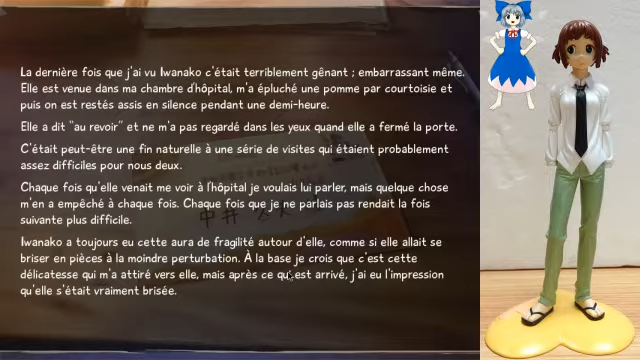 La dernière fois que j'ai vu Iwanako c'était terriblement gênant ; embarrassant même.
Elle est venue dans ma chambre d'hôpital, m'a épluché une pomme par courtoisie et
puis on est restés assis en silence pendant une demi-heure.
Elle a dit "au revoir" et ne m'a pas regardé dans les yeux quand elle a fermé la porte.
C'était peut-être une fin naturelle à une série de visites qui étaient probablement
assez difficiles pour nous deux.
Chaque fois qu'elle venait me voir à l'hôpital je voulais lui parler, mais quelque chose
m'en a empêché à chaque fois. Chaque fois que je ne parlais pas rendait la fois
suivante plus difficile.
Iwanako a toujours eu cette aura de fragilité autour d'elle, comme si elle allait se
briser en pièces à la moindre perturbation. À la base je crois que c'est cette
délicatesse qui m'a attiré vers elle, mais après ce qui est arrivé, j'ai eu l'impression
qu'elle s'était vraiment brisée.